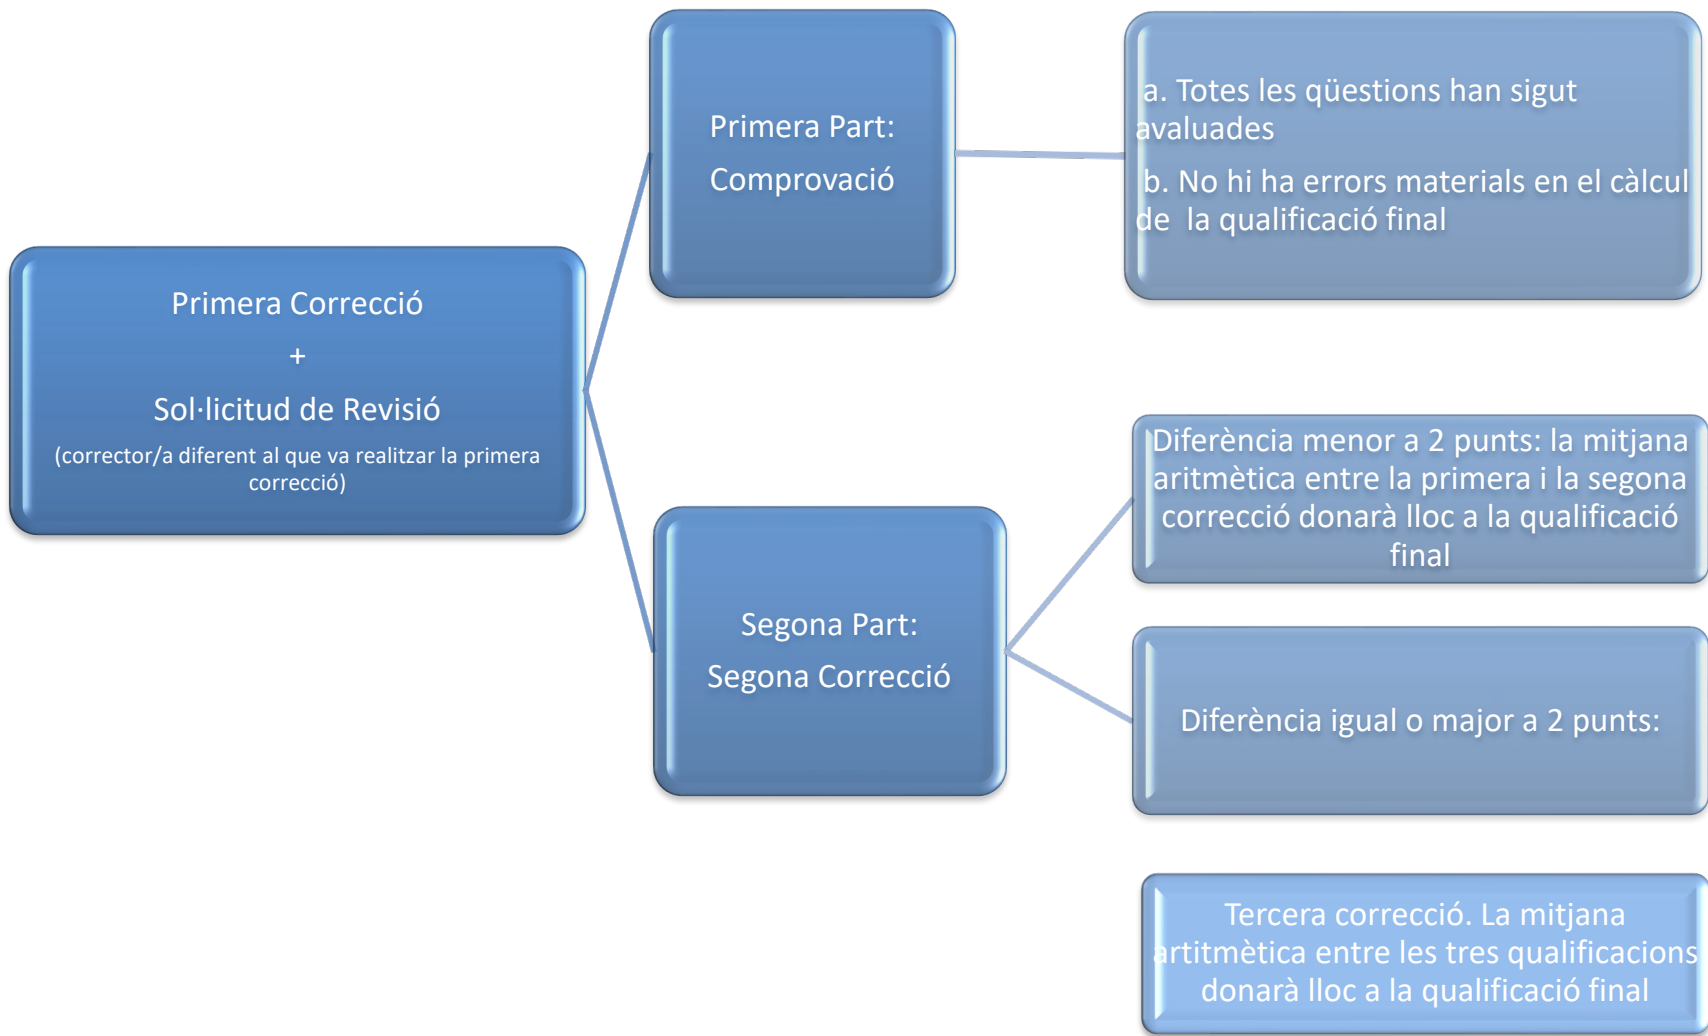 Primera Correcció
+
Sol·licitud de Revisió
(corrector/a diferent al que va realitzar la primera
correcció)
Primera Part:
Comprovació
a. Totes les qüestions han sigut
avaluades
b. No hi ha errors materials en el càlcul
de la qualificació final
Segona Part:
Segona Correcció
Diferència menor a 2 punts: la mitjana
aritmètica entre la primera i la segona
correcció donarà lloc a la qualificació
final
Diferència igual o major a 2 punts:
Tercera correcció. La mitjana
artitmètica entre les tres qualificacions
donarà lloc a la qualificació final